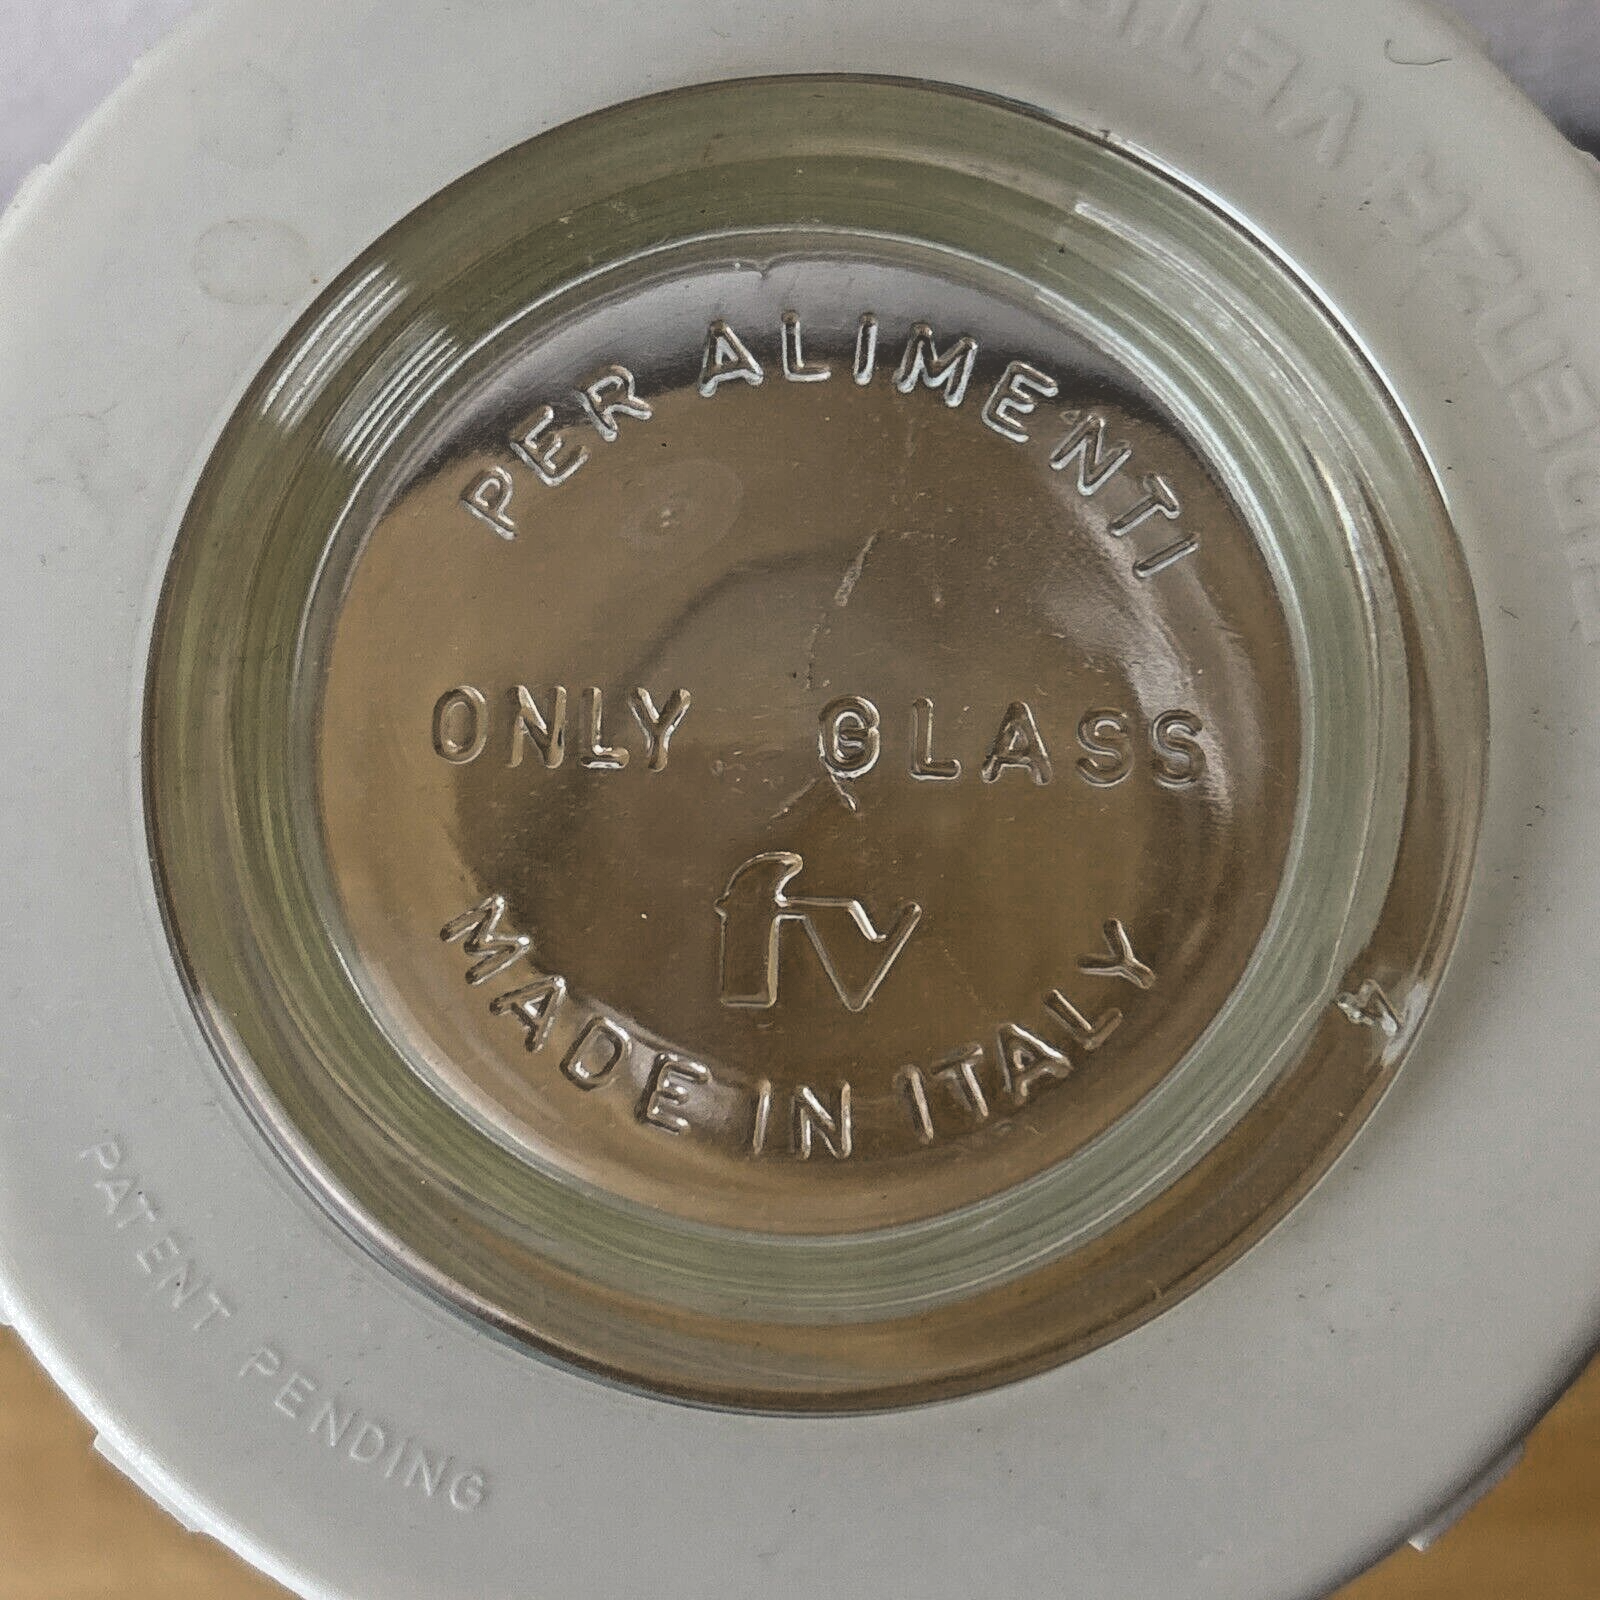 PER ALIMENTI
ONLY GLASS
fv
MADE IN ITALY
PATENT PENDING